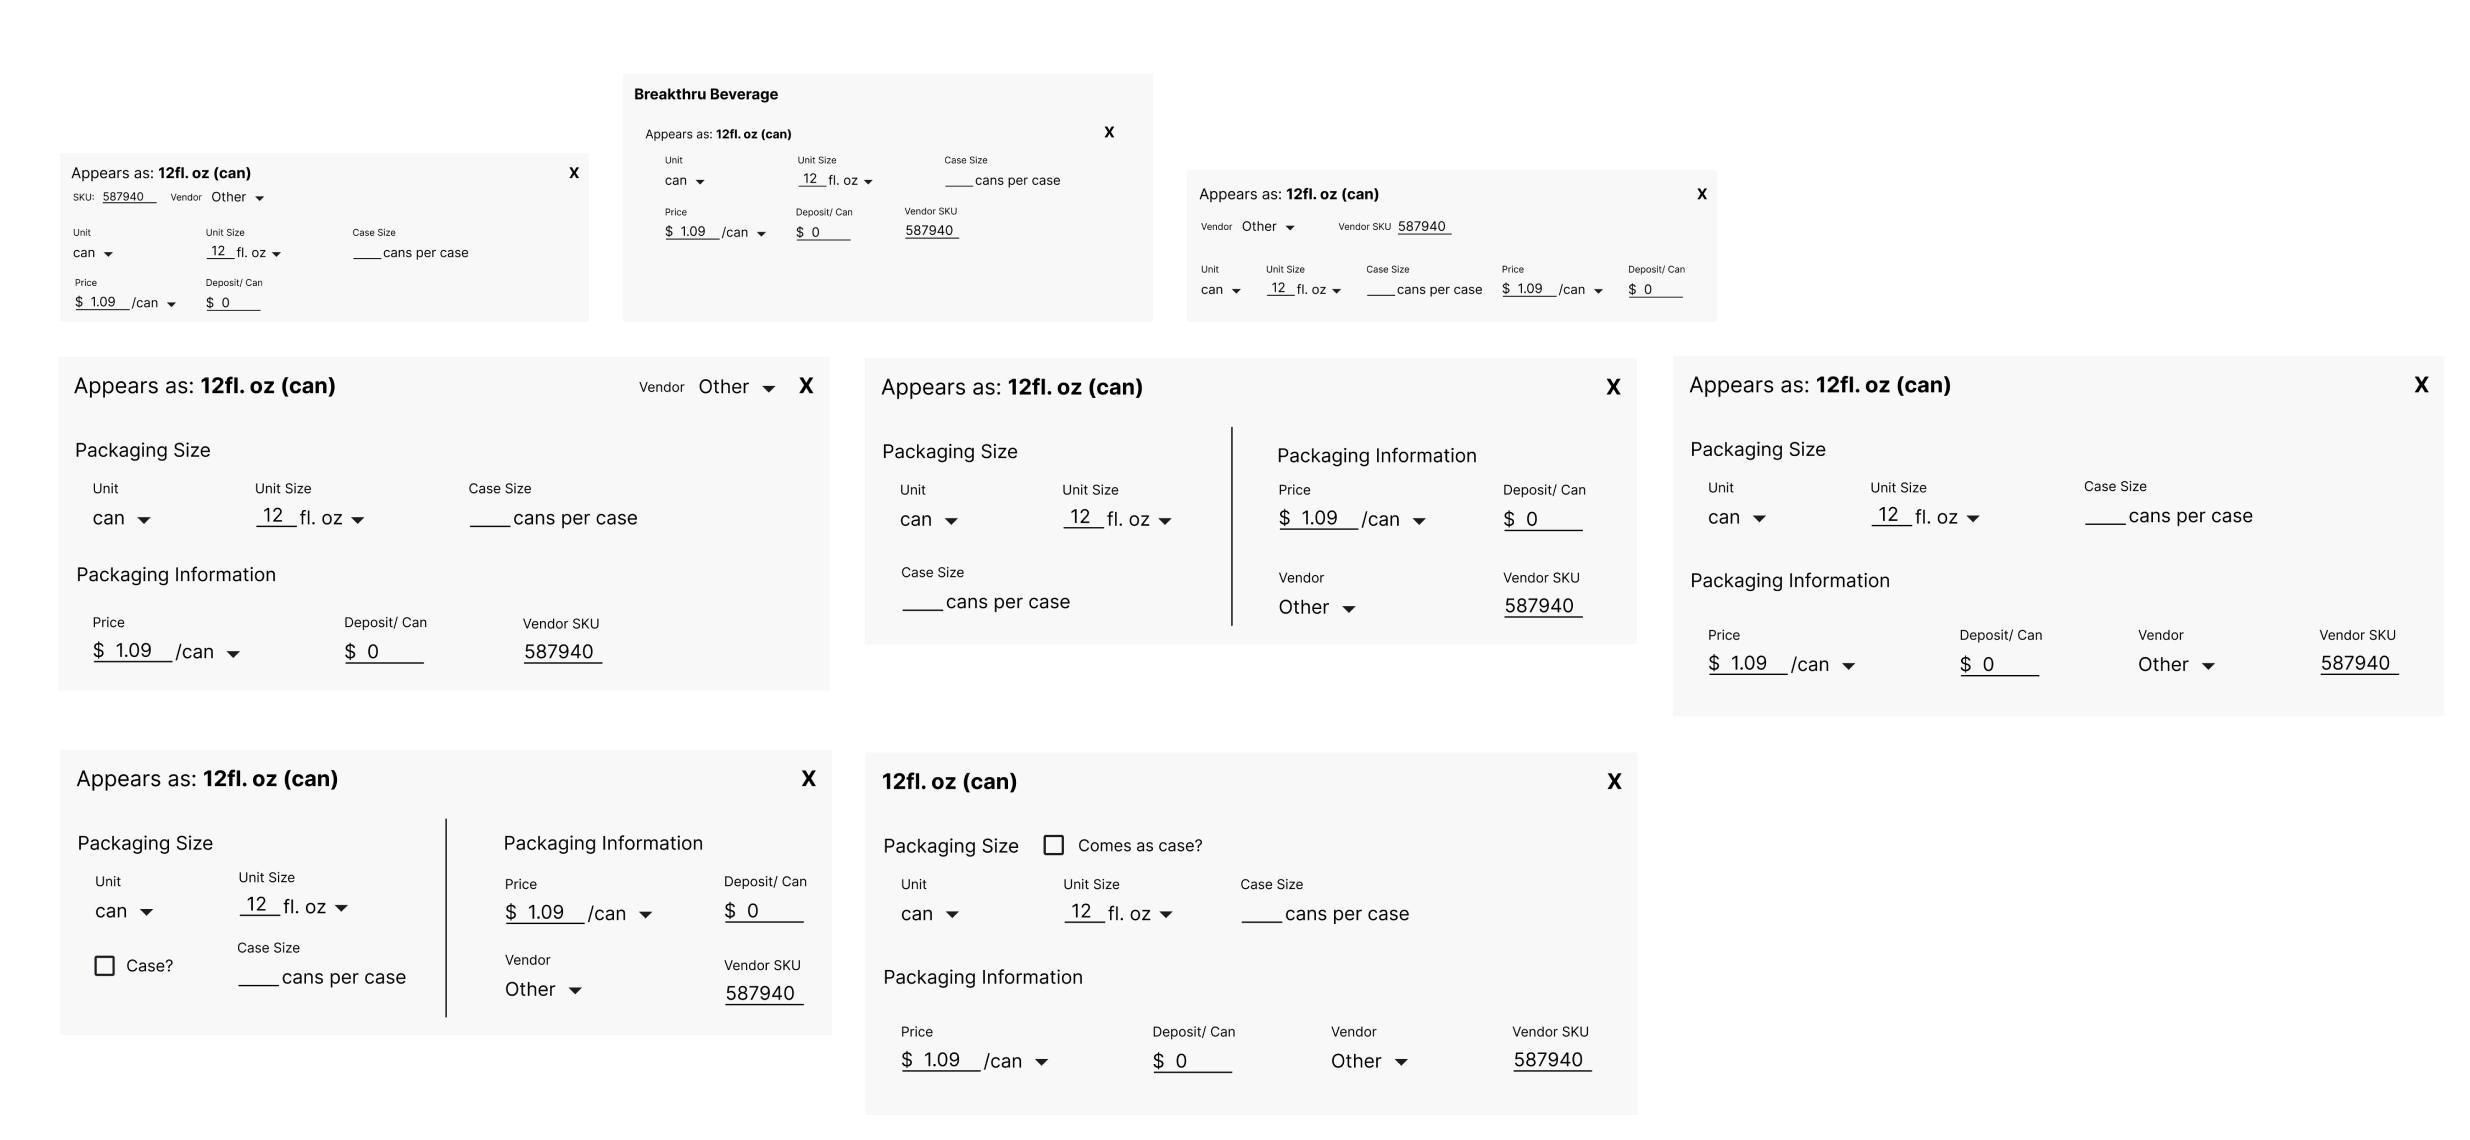 Appears as: 12fl. oz (can) X
SKU: 587940 Vendor Other
Unit Unit Size Case Size
can 12 fl. oz ____cans per case
Price Deposit/ Can
$ 1.09 /can $ 0
Breakthru Beverage
Appears as: 12fl. oz (can) X
Unit Unit Size Case Size
can 12 fl. oz ____cans per case
Price Deposit/ Can Vendor SKU
$ 1.09 /can $ 0 587940
Appears as: 12fl. oz (can) X
Vendor Other Vendor SKU 587940
Unit Unit Size Case Size Price Deposit/ Can
can 12 fl. oz ____cans per case $ 1.09 /can $ 0
Appears as: 12fl. oz (can) Vendor Other X
Packaging Size
Unit Unit Size Case Size
can 12 fl. oz ____cans per case
Packaging Information
Price Deposit/ Can Vendor SKU
$ 1.09 /can $ 0 587940
Appears as: 12fl. oz (can) X
Packaging Size
Unit Unit Size
can 12 fl. oz
Case Size
____cans per case
Packaging Information
Price Deposit/ Can
$ 1.09 /can $ 0
Vendor Vendor SKU
Other 587940
Appears as: 12fl. oz (can) X
Packaging Size
Unit Unit Size Case Size
can 12 fl. oz ____cans per case
Packaging Information
Price Deposit/ Can Vendor Vendor SKU
$ 1.09 /can $ 0 Other 587940
Appears as: 12fl. oz (can) X
Packaging Size
Unit Unit Size
can 12 fl. oz
Case Size
Case? ____cans per case
Packaging Information
Price Deposit/ Can
$ 1.09 /can $ 0
Vendor Vendor SKU
Other 587940
12fl. oz (can) X
Packaging Size Comes as case?
Unit Unit Size Case Size
can 12 fl. oz ____cans per case
Packaging Information
Price Deposit/ Can Vendor Vendor SKU
$ 1.09 /can $ 0 Other 587940